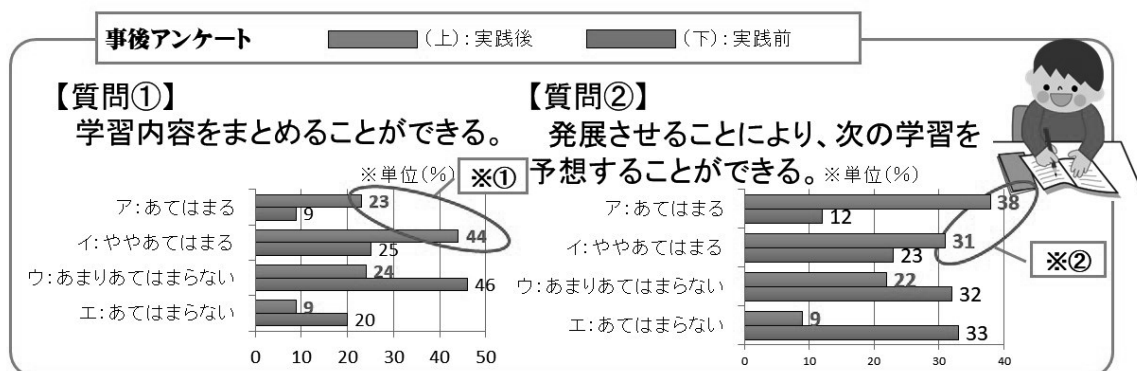 事後アンケート (上):実践後 (下):実践前
【質問①】
学習内容をまとめることができる。
※単位(%)
※①
ア:あてはまる 23
9
イ:ややあてはまる 44
25
ウ:あまりあてはまらない 24
46
エ:あてはまらない 9
20
0 10 20 30 40 50
【質問②】
発展させることにより、次の学習を
予想することができる。※単位(%)
ア:あてはまる 38
12
イ:ややあてはまる 31
23
※②
ウ:あまりあてはまらない 22
32
エ:あてはまらない 9
33
0 10 20 30 40